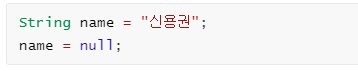 String name = "신용권";
name = null;